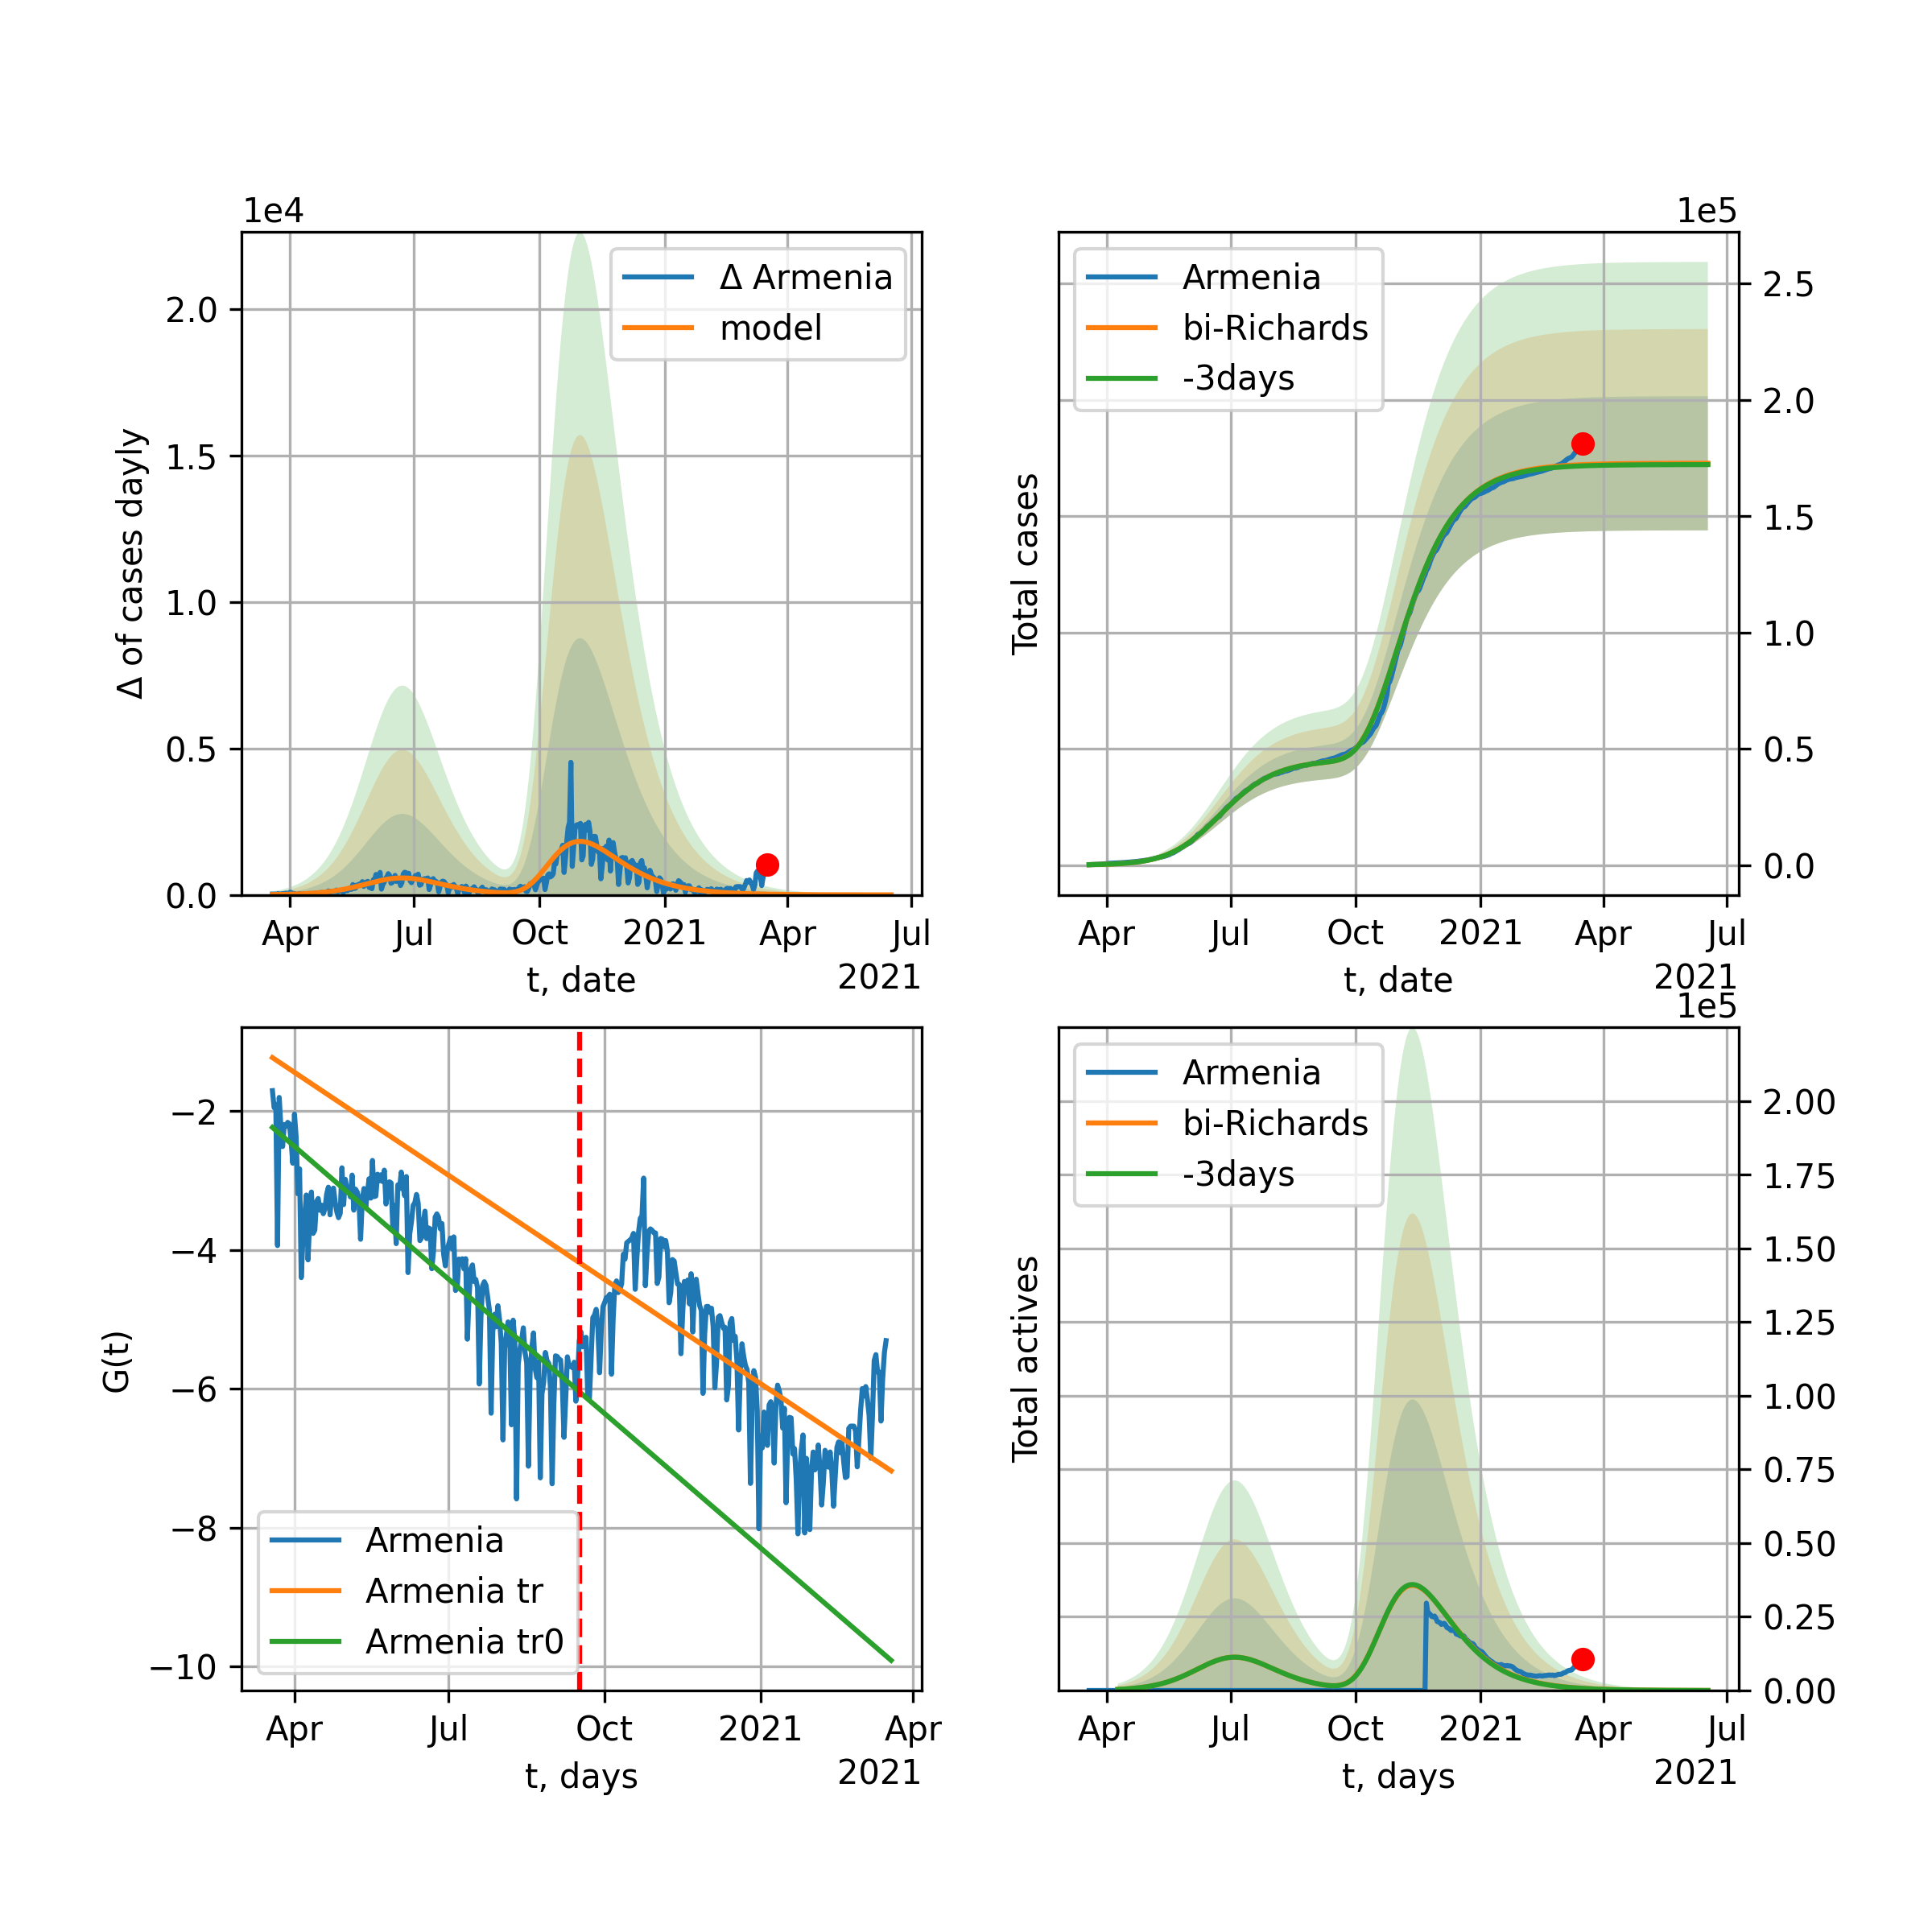 1e4
Δ of cases dayly
2.0
1.5
1.0
0.5
0.0
Δ Armenia
model
Apr Jul Oct 2021 Apr Jul
t, date
2021
1e5
Total cases
Armenia
bi-Richards
-3days
2.5
2.0
1.5
1.0
0.5
0.0
Apr Jul Oct 2021 Apr Jul
t, date
2021
G(t)
−2
−4
−6
−8
−10
Armenia
Armenia tr
Armenia tr0
Apr Jul Oct 2021 Apr
t, days
2021
1e5
Total actives
Armenia
bi-Richards
-3days
2.00
1.75
1.50
1.25
1.00
0.75
0.50
0.25
0.00
Apr Jul Oct 2021 Apr Jul
t, days
2021